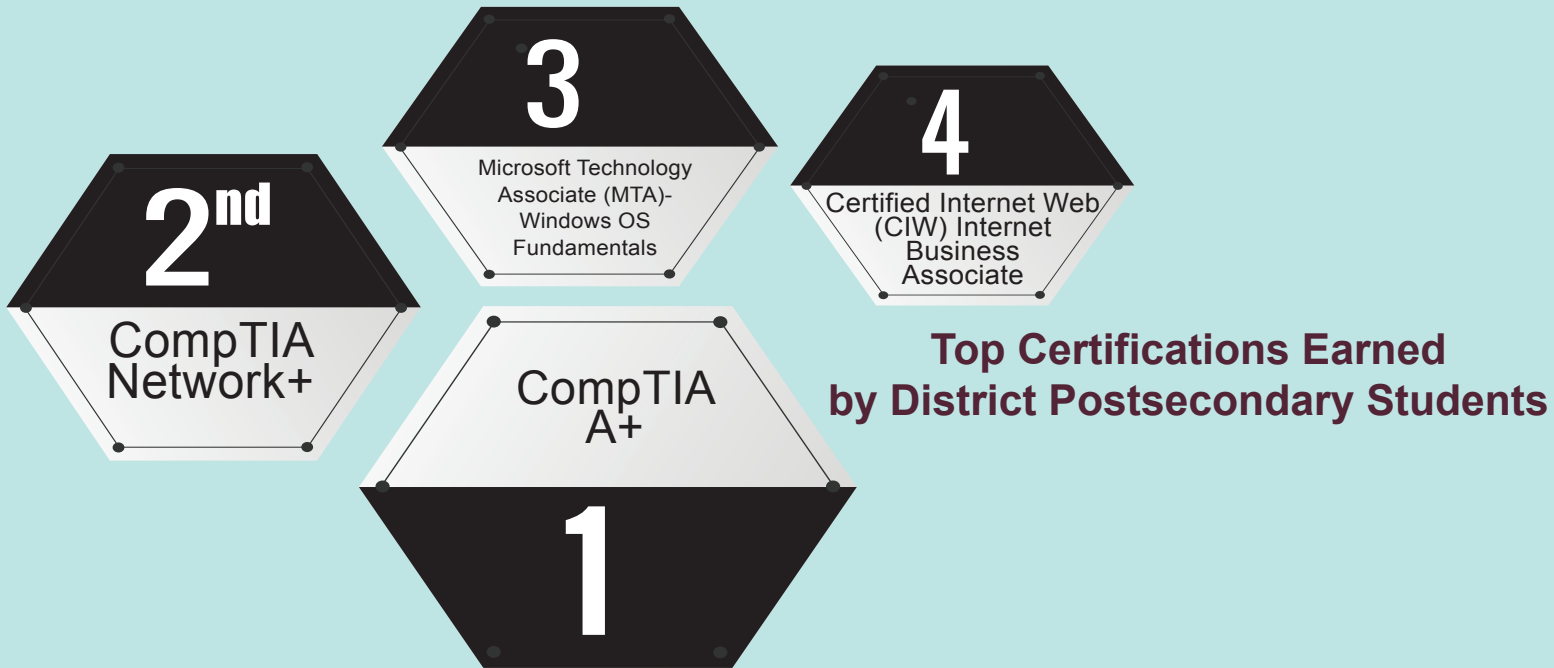 3
Microsoft Technology
Associate (MTA)-
Windows OS
Fundamentals
4
Certified Internet Web
(CIW) Internet
Business
Associate
2nd
CompTIA
Network+
CompTIA
A+
1
Top Certifications Earned
by District Postsecondary Students